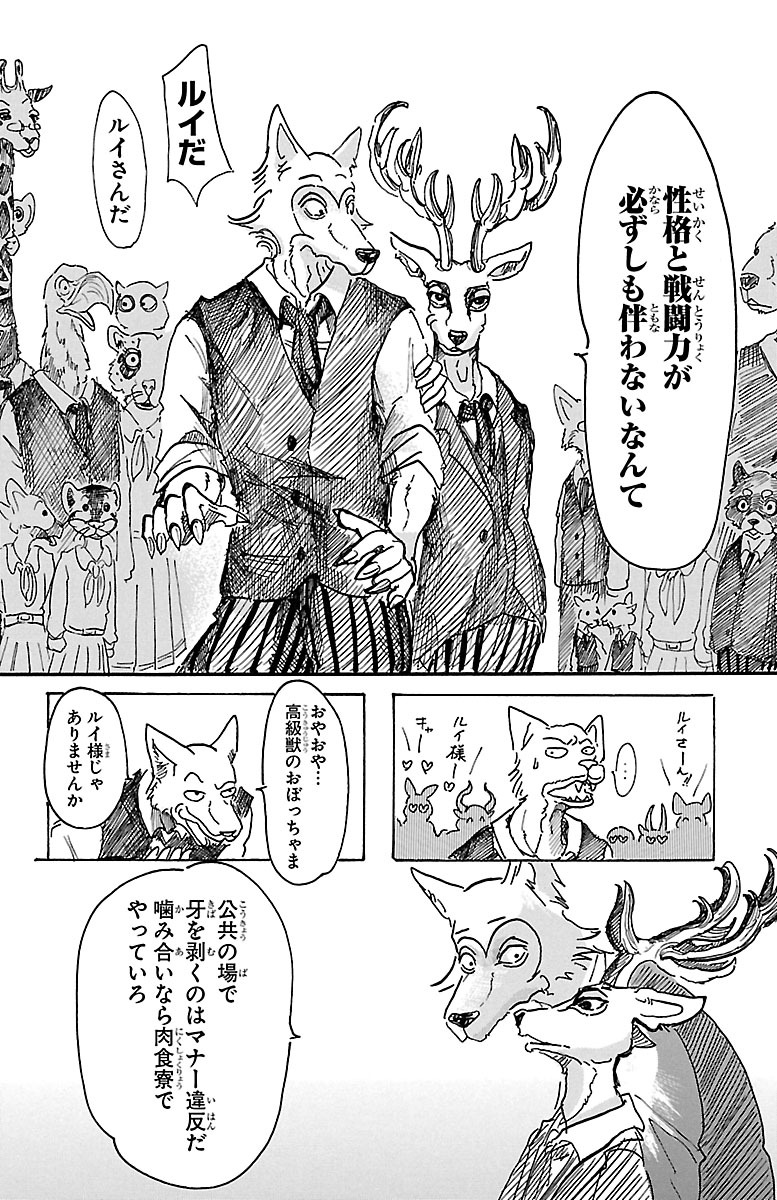 性格と戦闘力が
必ずしも伴わないなんて
ルイだ
ルイさんだ
ルイさーん!!
…
ルイ様ー
キャー
おやおや…
高級獣のおぼっちゃま
ルイ様じゃ
ありませんか
公共の場で
牙を剥くのはマナー違反だ
噛み合いなら肉食寮で
やっていろ